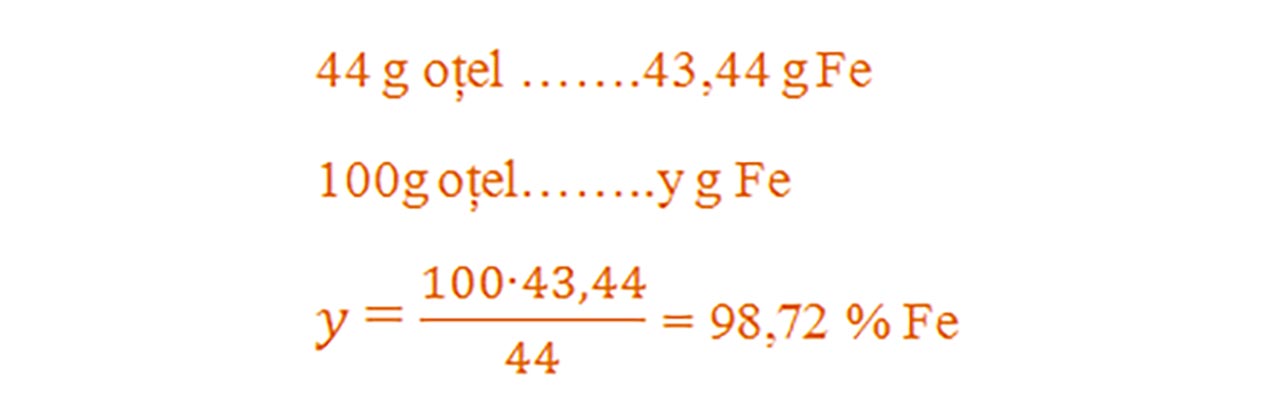 44 g oțel .......43,44 g Fe
100g oțel........y g Fe
y = 100·43,44 / 44 = 98,72 % Fe